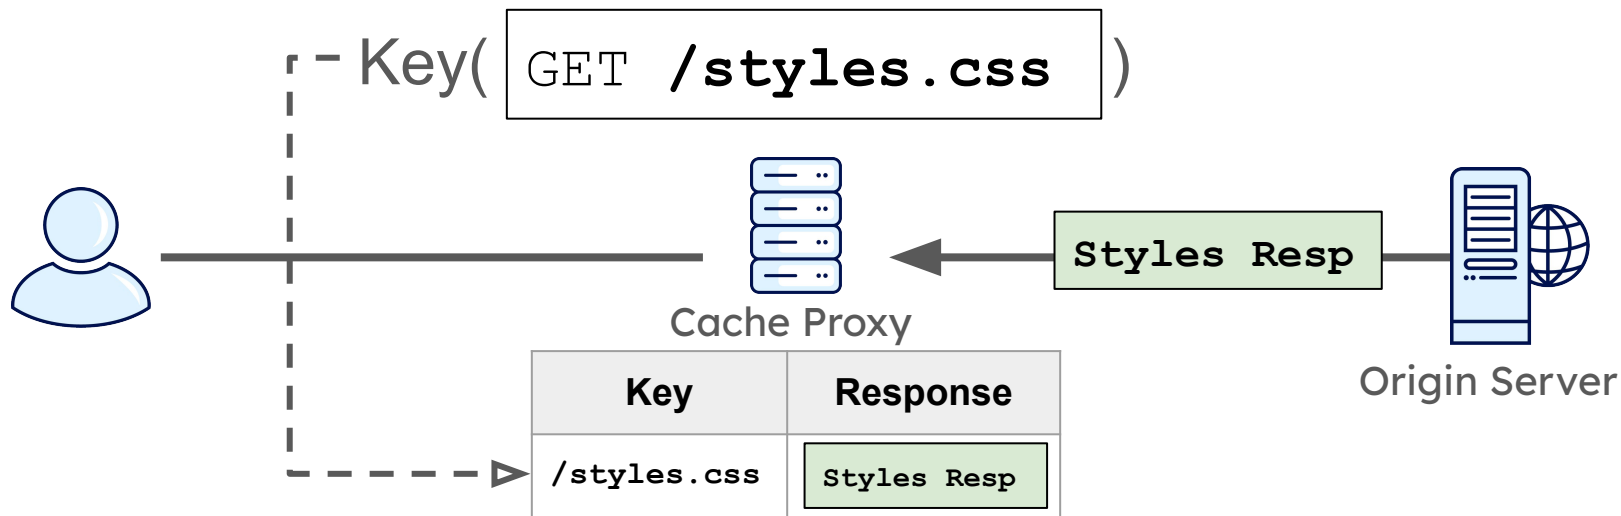 Key( GET /styles.css )
Styles Resp
Cache Proxy
Origin Server
Key Response
/styles.css Styles Resp